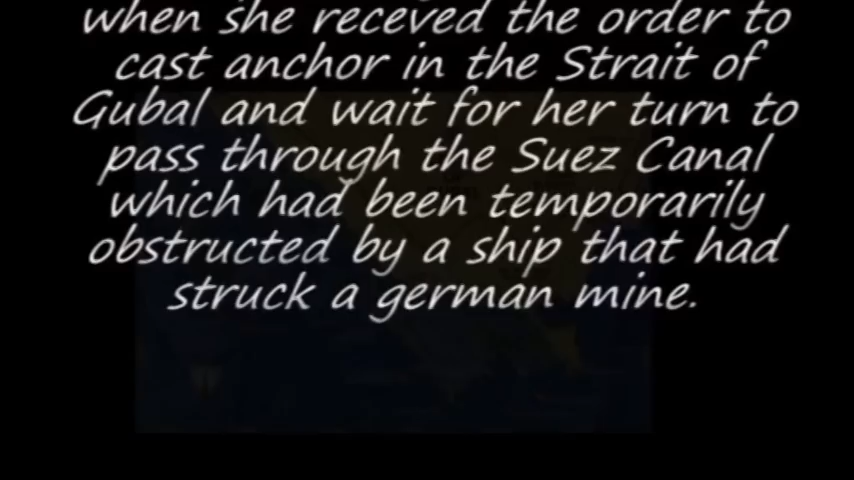 when she receved the order to
cast anchor in the Strait of
Gubal and wait for her turn to
pass through the Suez Canal
which had been temporarily
obstructed by a ship that had
struck a german mine.